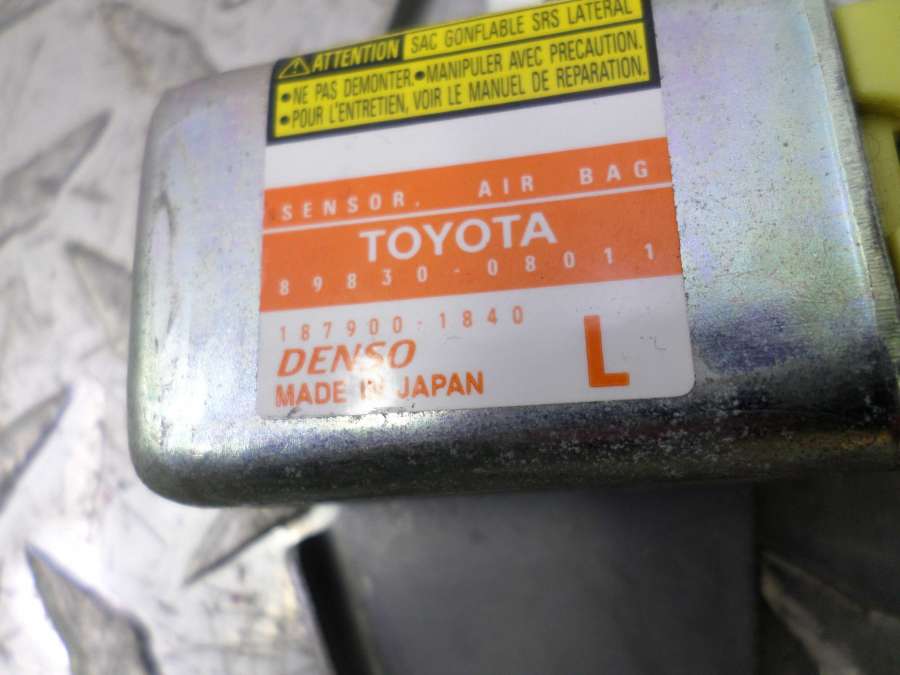 ATTENTION SAC GONFLABLE SRS LATERAL
•NE PAS DEMONTER.•MANIPULER AVEC PRECAUTION.
•POUR L'ENTRETIEN, VOIR LE MANUEL DE REPARATION.
SENSOR, AIR BAG
TOYOTA
89830-08011
187900-1840
DENSO
MADE IN JAPAN
L